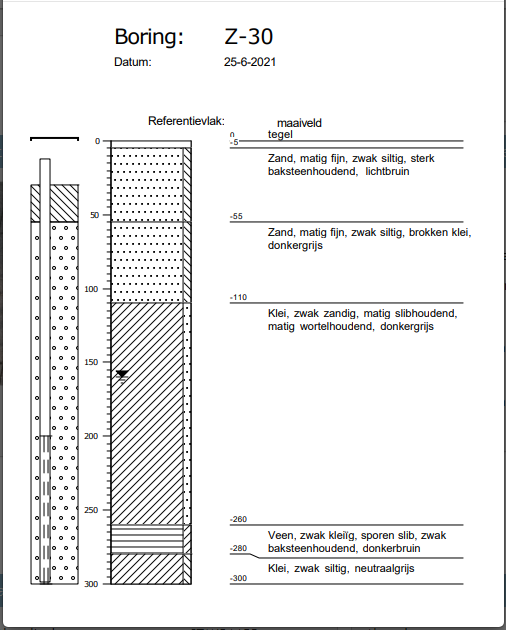 Boring: Z-30
Datum: 25-6-2021
Referentievlak: maaiveld
0 0 tegel
-5
Zand, matig fijn, zwak siltig, sterk
baksteenhoudend, lichtbruin
50 -55
Zand, matig fijn, zwak siltig, brokken klei,
donkergrijs
100
-110
Klei, zwak zandig, matig slibhoudend,
matig wortelhoudend, donkergrijs
150
200
250
-260
Veen, zwak kleiïg, sporen slib, zwak
baksteenhoudend, donkerbruin
-280
Klei, zwak siltig, neutraalgrijs
300 -300